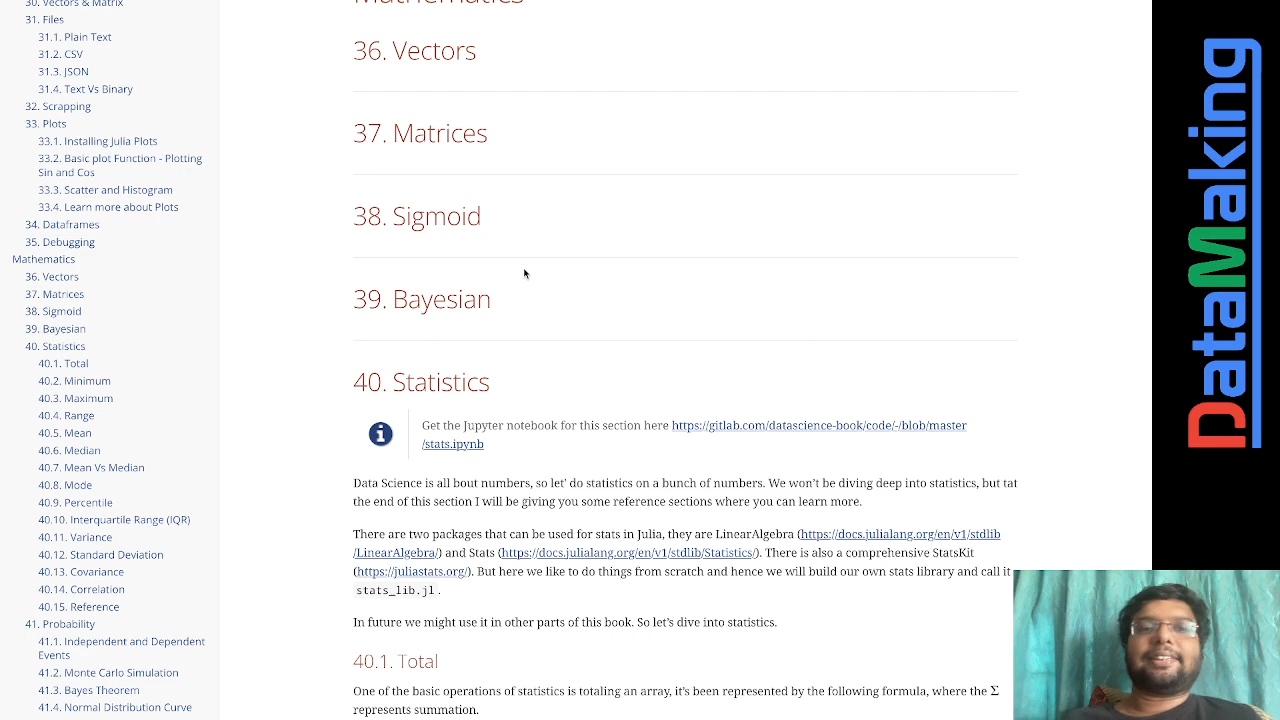 30. Vectors & Matrix
31. Files
31.1. Plain Text
31.2. CSV
31.3. JSON
31.4. Text Vs Binary
32. Scrapping
33. Plots
33.1. Installing Julia Plots
33.2. Basic plot Function - Plotting
Sin and Cos
33.3. Scatter and Histogram
33.4. Learn more about Plots
34. Dataframes
35. Debugging
Mathematics
36. Vectors
37. Matrices
38. Sigmoid
39. Bayesian
40. Statistics
40.1. Total
40.2. Minimum
40.3. Maximum
40.4. Range
40.5. Mean
40.6. Median
40.7. Mean Vs Median
40.8. Mode
40.9. Percentile
40.10. Interquartile Range (IQR)
40.11. Variance
40.12. Standard Deviation
40.13. Covariance
40.14. Correlation
40.15. Reference
41. Probability
41.1. Independent and Dependent
Events
41.2. Monte Carlo Simulation
41.3. Bayes Theorem
41.4. Normal Distribution Curve
Mathematics
36. Vectors
37. Matrices
38. Sigmoid
39. Bayesian
40. Statistics
Get the Jupyter notebook for this section here https://gitlab.com/datascience-book/code/-/blob/master
/stats.ipynb
Data Science is all bout numbers, so let' do statistics on a bunch of numbers. We won't be diving deep into statistics, but tat
the end of this section I will be giving you some reference sections where you can learn more.
There are two packages that can be used for stats in Julia, they are LinearAlgebra (https://docs.julialang.org/en/v1/stdlib
/LinearAlgebra/) and Stats (https://docs.julialang.org/en/v1/stdlib/Statistics/). There is also a comprehensive StatsKit
(https://juliastats.org/). But here we like to do things from scratch and hence we will build our own stats library and call it
stats_lib.jl.
In future we might use it in other parts of this book. So let's dive into statistics.
40.1. Total
One of the basic operations of statistics is totaling an array, it's been represented by the following formula, where the Σ
represents summation.
DataMaking